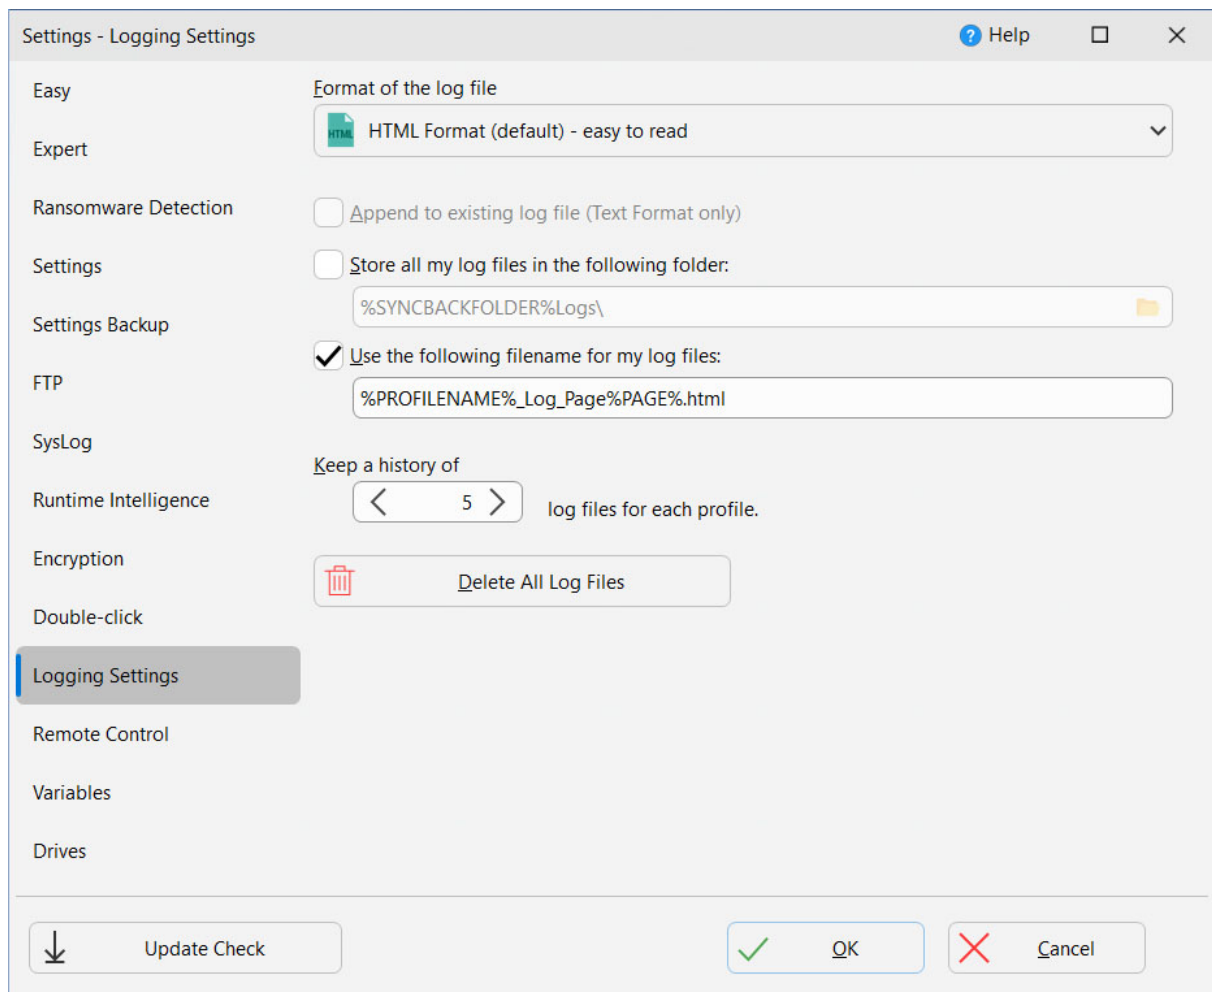 Settings - Logging Settings
Help
Easy
Expert
Ransomware Detection
Settings
Settings Backup
FTP
SysLog
Runtime Intelligence
Encryption
Double-click
Logging Settings
Remote Control
Variables
Drives
Format of the log file
HTML HTML Format (default) - easy to read
Append to existing log file (Text Format only)
Store all my log files in the following folder:
%SYNCBACKFOLDER%Logs\
Use the following filename for my log files:
%PROFILENAME%_Log_Page%PAGE%.html
Keep a history of
5 log files for each profile.
Delete All Log Files
Update Check
OK
Cancel